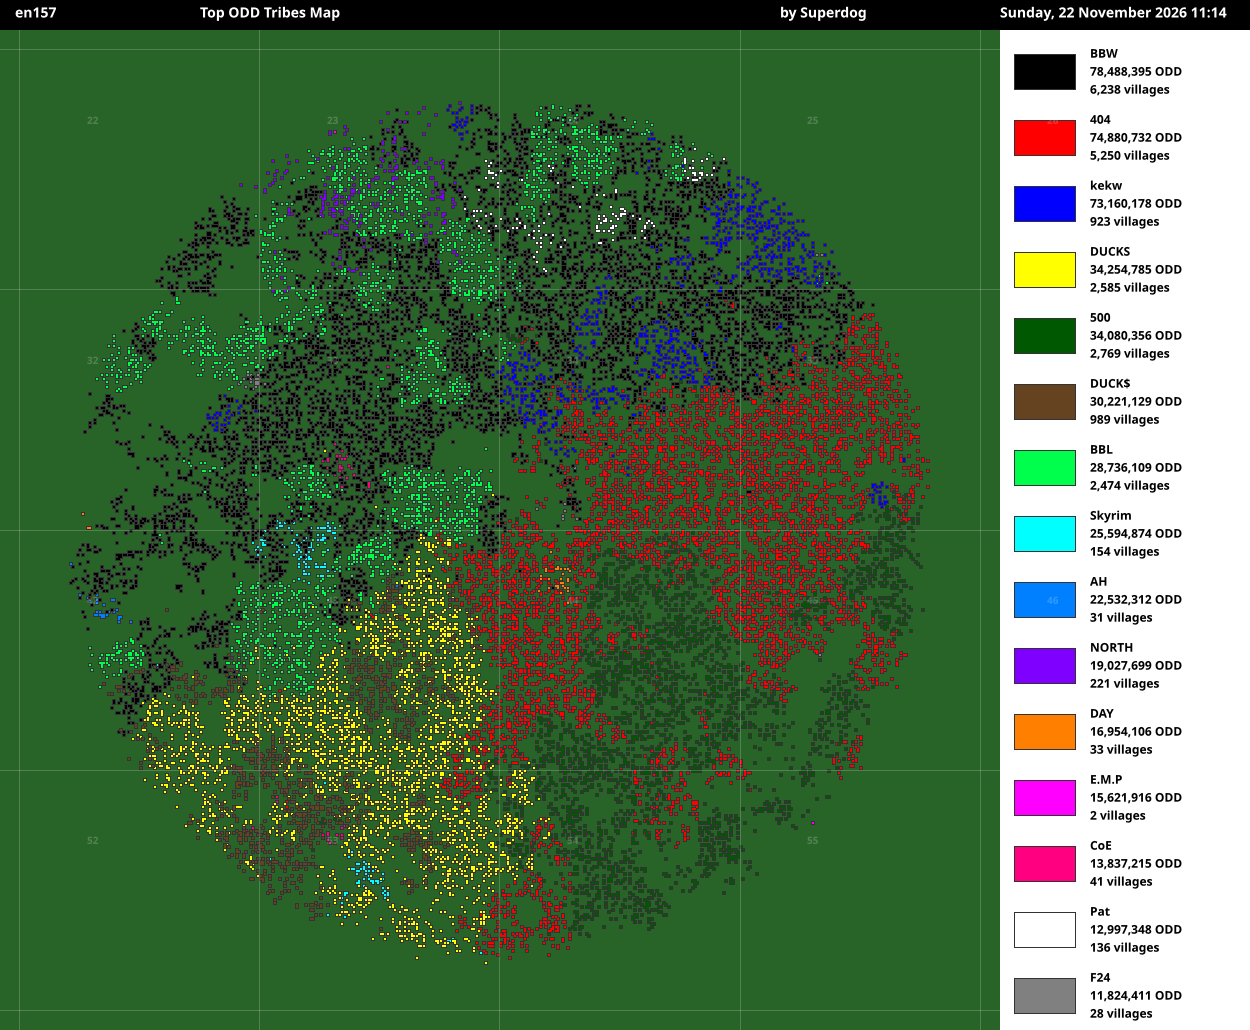 en157 Top ODD Tribes Map by Superdog Sunday, 22 November 2026 11:14
22 23 25
32
52 54 55
BBW
78,488,395 ODD
6,238 villages
404
74,880,732 ODD
5,250 villages
kekw
73,160,178 ODD
923 villages
DUCKS
34,254,785 ODD
2,585 villages
500
34,080,356 ODD
2,769 villages
DUCK$
30,221,129 ODD
989 villages
BBL
28,736,109 ODD
2,474 villages
Skyrim
25,594,874 ODD
154 villages
AH
46
22,532,312 ODD
31 villages
NORTH
19,027,699 ODD
221 villages
DAY
16,954,106 ODD
33 villages
E.M.P
15,621,916 ODD
2 villages
CoE
13,837,215 ODD
41 villages
Pat
12,997,348 ODD
136 villages
F24
11,824,411 ODD
28 villages